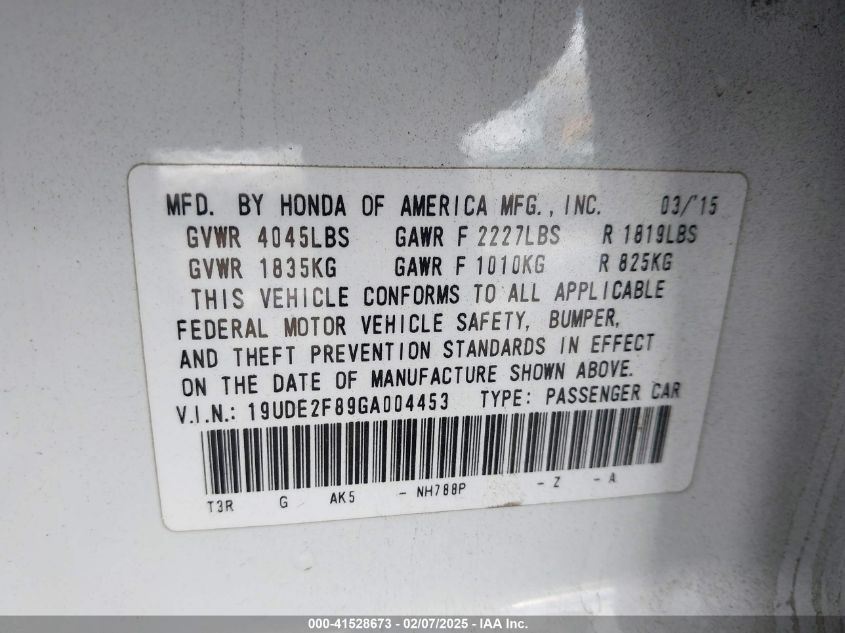 MFD. BY HONDA OF AMERICA MFG., INC. 03/'15
GVWR 4045LBS GAWR F 2227LBS R 1819LBS
GVWR 1835KG GAWR F 1010KG R 825KG
THIS VEHICLE CONFORMS TO ALL APPLICABLE
FEDERAL MOTOR VEHICLE SAFETY, BUMPER,
AND THEFT PREVENTION STANDARDS IN EFFECT
ON THE DATE OF MANUFACTURE SHOWN ABOVE.
V.I.N.: 19UDE2F89GA004453 TYPE: PASSENGER CAR
T3R G AK5 - NH788P - Z - A
000-41528673 - 02/07/2025 - IAA Inc.